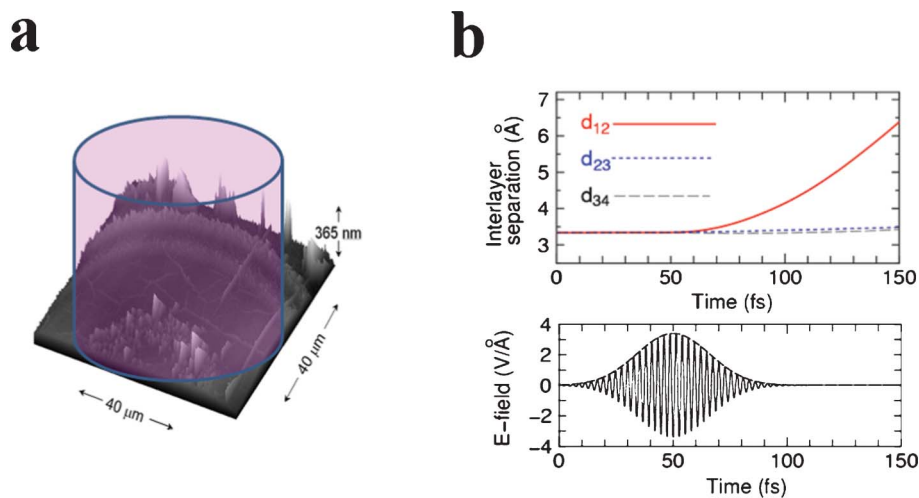 a
365 nm
40 μm
40 μm
b
Interlayer
separation (Å)
7
6
5
4
3
d12
d23
d34
0
50
100
150
Time (fs)
E-field (V/Å)
4
2
0
-2
-4
0
50
100
150
Time (fs)